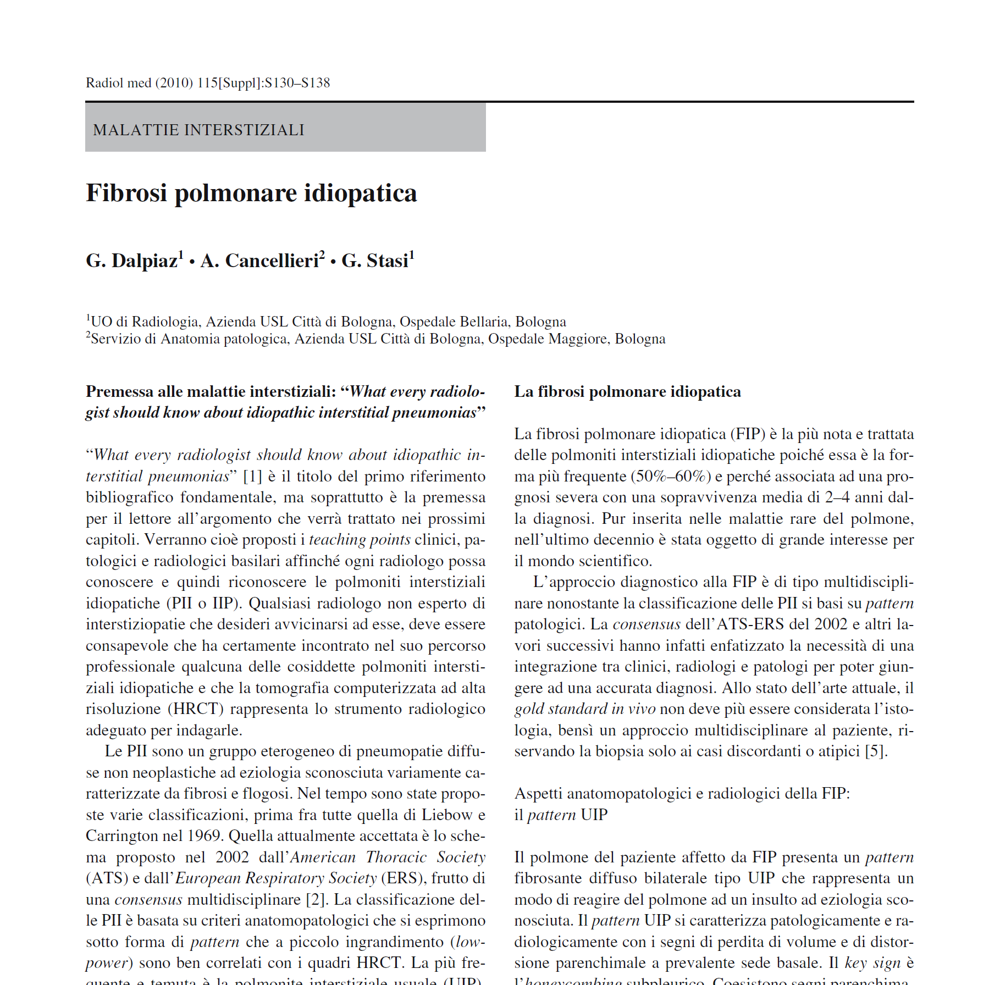 Radiol med (2010) 115[Suppl]:S130–S138
MALATTIE INTERSTIZIALI
Fibrosi polmonare idiopatica
G. Dalpiaz1 • A. Cancellieri2 • G. Stasi1
1UO di Radiologia, Azienda USL Città di Bologna, Ospedale Bellaria, Bologna
2Servizio di Anatomia patologica, Azienda USL Città di Bologna, Ospedale Maggiore, Bologna
Premessa alle malattie interstiziali: “What every radiolo-
gist should know about idiopathic interstitial pneumonias”
“What every radiologist should know about idiopathic in-
terstitial pneumonias” [1] è il titolo del primo riferimento
bibliografico fondamentale, ma soprattutto è la premessa
per il lettore all’argomento che verrà trattato nei prossimi
capitoli. Verranno cioè proposti i teaching points clinici, pa-
tologici e radiologici basilari affinché ogni radiologo possa
conoscere e quindi riconoscere le polmoniti interstiziali
idiopatiche (PII o IIP). Qualsiasi radiologo non esperto di
interstiziopatie che desideri avvicinarsi ad esse, deve essere
consapevole che ha certamente incontrato nel suo percorso
professionale qualcuna delle cosiddette polmoniti intersti-
ziali idiopatiche e che la tomografia computerizzata ad alta
risoluzione (HRCT) rappresenta lo strumento radiologico
adeguato per indagarle.
Le PII sono un gruppo eterogeneo di pneumopatie diffu-
se non neoplastiche ad eziologia sconosciuta variamente ca-
ratterizzate da fibrosi e flogosi. Nel tempo sono state propo-
ste varie classificazioni, prima fra tutte quella di Liebow e
Carrington nel 1969. Quella attualmente accettata è lo sche-
ma proposto nel 2002 dall’American Thoracic Society
(ATS) e dall’European Respiratory Society (ERS), frutto di
una consensus multidisciplinare [2]. La classificazione del-
le PII è basata su criteri anatomopatologici che si esprimono
sotto forma di pattern che a piccolo ingrandimento (low-
power) sono ben correlati con i quadri HRCT. La più fre-
quente e temuta è la polmonite interstiziale usuale (UIP),
La fibrosi polmonare idiopatica
La fibrosi polmonare idiopatica (FIP) è la più nota e trattata
delle polmoniti interstiziali idiopatiche poiché essa è la for-
ma più frequente (50%–60%) e perché associata ad una pro-
gnosi severa con una sopravvivenza media di 2–4 anni dal-
la diagnosi. Pur inserita nelle malattie rare del polmone,
nell’ultimo decennio è stata oggetto di grande interesse per
il mondo scientifico.
L’approccio diagnostico alla FIP è di tipo multidiscipli-
nare nonostante la classificazione delle PII si basi su pattern
patologici. La consensus dell’ATS-ERS del 2002 e altri la-
vori successivi hanno infatti enfatizzato la necessità di una
integrazione tra clinici, radiologi e patologi per poter giun-
gere ad una accurata diagnosi. Allo stato dell’arte attuale, il
gold standard in vivo non deve più essere considerata l’isto-
logia, bensì un approccio multidisciplinare al paziente, ri-
servando la biopsia solo ai casi discordanti o atipici [5].
Aspetti anatomopatologici e radiologici della FIP:
il pattern UIP
Il polmone del paziente affetto da FIP presenta un pattern
fibrosante diffuso bilaterale tipo UIP che rappresenta un
modo di reagire del polmone ad un insulto ad eziologia sco-
nosciuta. Il pattern UIP si caratterizza patologicamente e ra-
diologicamente con i segni di perdita di volume e di distor-
sione parenchimale a prevalente sede basale. Il key sign è
l’honeycombing subpleurico. Coesistono segni parenchima-